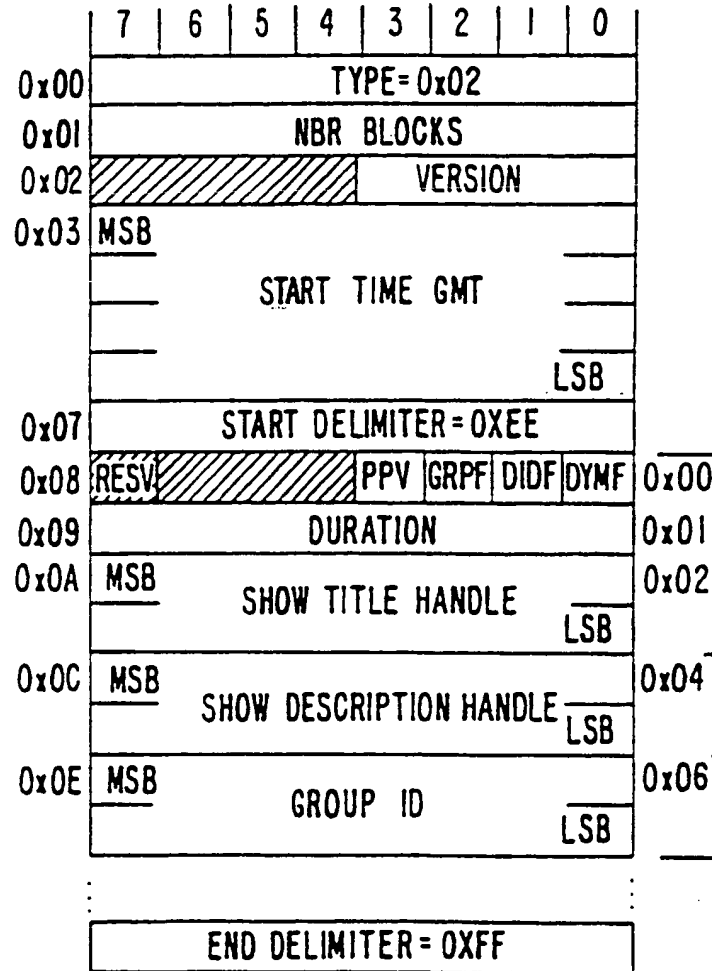 7 6 5 4 3 2 1 0
0x00 TYPE=0x02
0x01 NBR BLOCKS
0x02 VERSION
0x03 MSB
START TIME GMT
LSB
0x07 START DELIMITER=0XEE
0x08 RESV PPV GRPF DIDF DYMF 0x00
0x09 DURATION 0x01
0x0A MSB 0x02
SHOW TITLE HANDLE
LSB
0x0C MSB 0x04
SHOW DESCRIPTION HANDLE
LSB
0x0E MSB 0x06
GROUP ID
LSB
END DELIMITER=0XFF